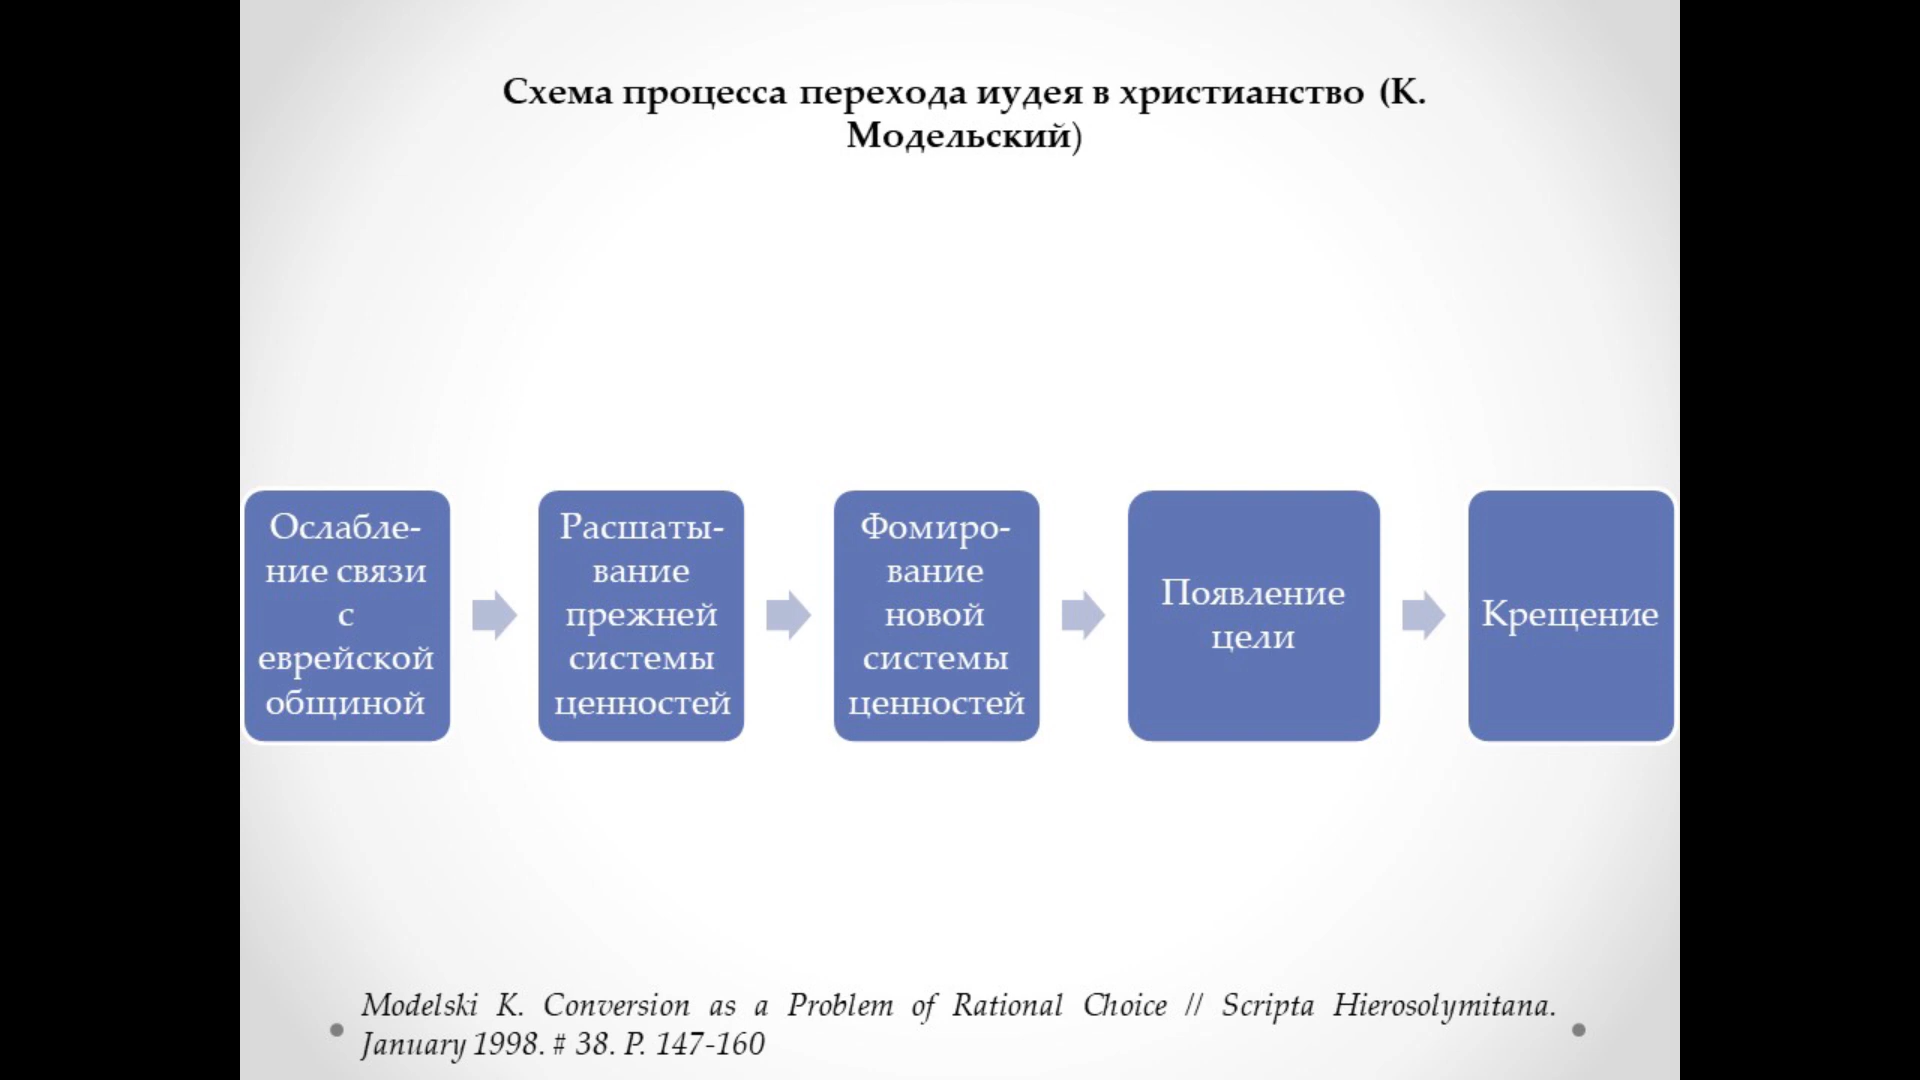 Схема процесса перехода иудея в христианство (К.
Модельский)
Ослабле-
ние связи
с
еврейской
общиной
Расшаты-
вание
прежней
системы
ценностей
Фомиро-
вание
новой
системы
ценностей
Появление
цели
Крещение
Modelski K. Conversion as a Problem of Rational Choice // Scripta Hierosolymitana.
January 1998. # 38. P. 147-160